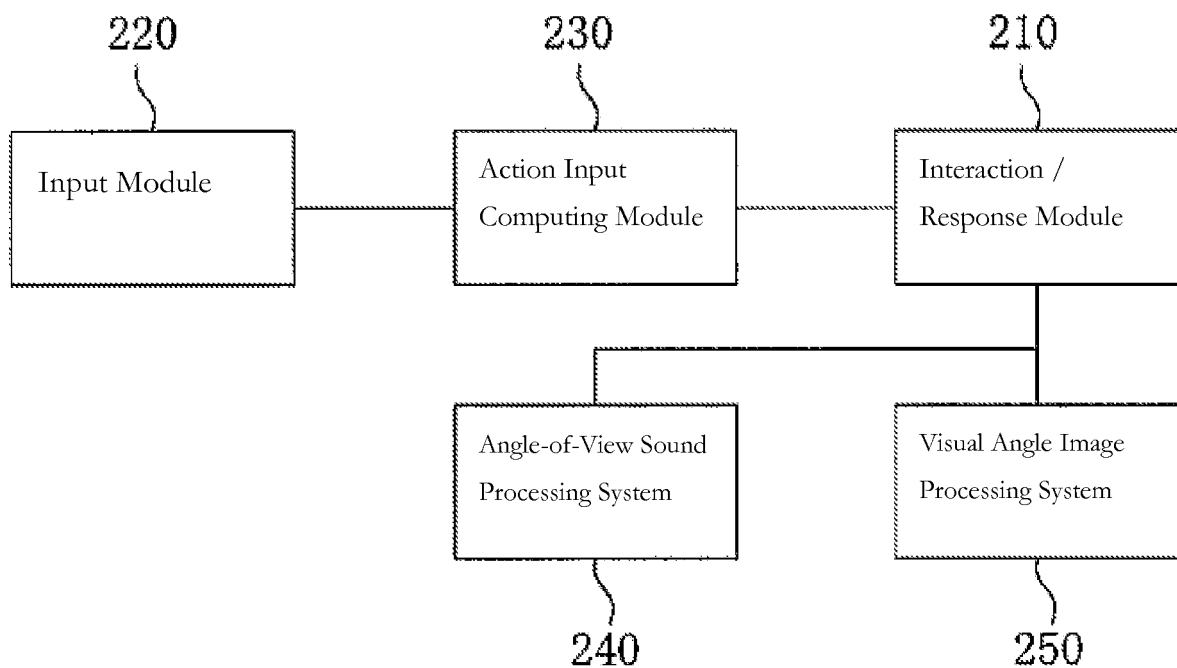 220
230
210
Input Module
Action Input
Computing Module
Interaction /
Response Module
Angle-of-View Sound
Processing System
Visual Angle Image
Processing System
240
250